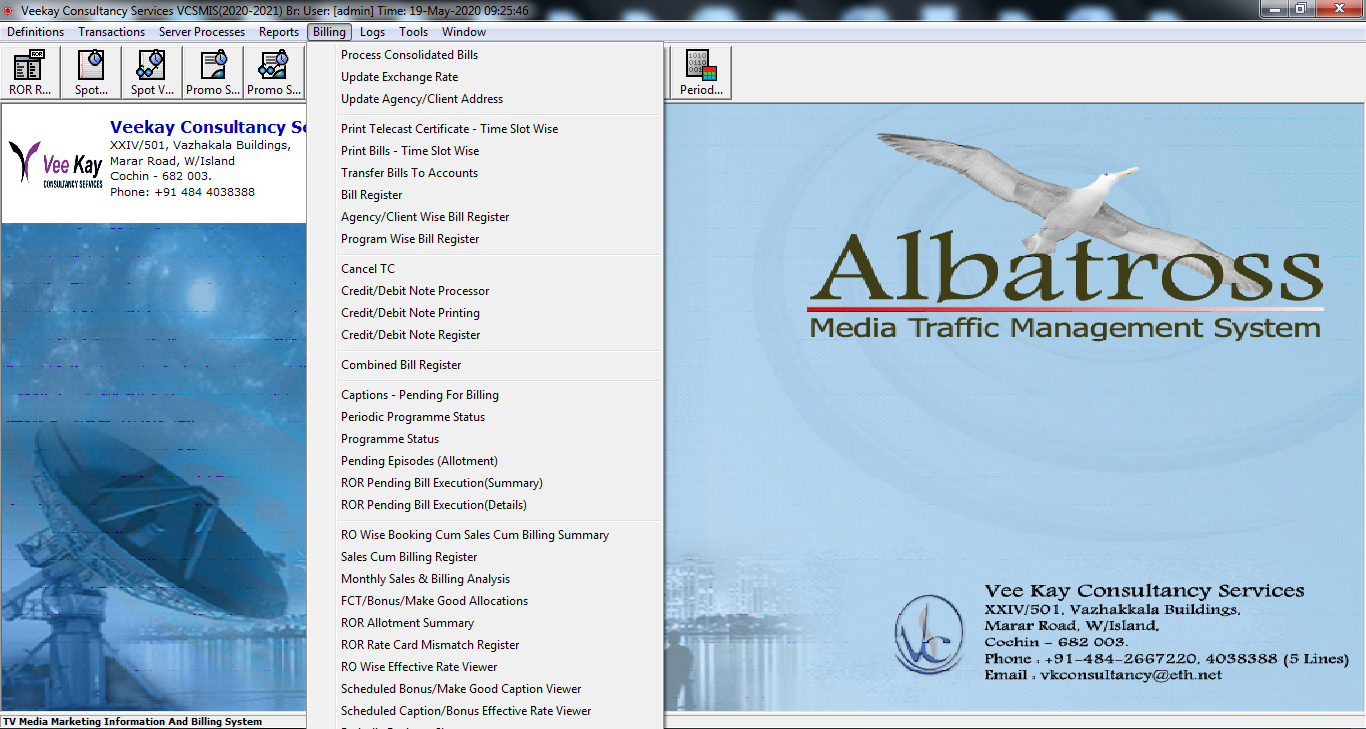 Veekay Consultancy Services VCSMIS(2020-2021) Br: User: [admin] Time: 19-May-2020 09:25:46
Definitions Transactions Server Processes Reports Billing Logs Tools Window
ROR R... Spot... Spot V... Promo S... Promo S... Period...
Veekay Consultancy Se
XXIV/501, Vazhakala Buildings,
Marar Road, W/Island
Cochin - 682 003.
Phone: +91 484 4038388
Vee Kay
CONSULTANCY SERVICES
Process Consolidated Bills
Update Exchange Rate
Update Agency/Client Address
Print Telecast Certificate - Time Slot Wise
Print Bills - Time Slot Wise
Transfer Bills To Accounts
Bill Register
Agency/Client Wise Bill Register
Program Wise Bill Register
Cancel TC
Credit/Debit Note Processor
Credit/Debit Note Printing
Credit/Debit Note Register
Combined Bill Register
Captions - Pending For Billing
Periodic Programme Status
Programme Status
Pending Episodes (Allotment)
ROR Pending Bill Execution(Summary)
ROR Pending Bill Execution(Details)
RO Wise Booking Cum Sales Cum Billing Summary
Sales Cum Billing Register
Monthly Sales & Billing Analysis
FCT/Bonus/Make Good Allocations
ROR Allotment Summary
ROR Rate Card Mismatch Register
RO Wise Effective Rate Viewer
Scheduled Bonus/Make Good Caption Viewer
Scheduled Caption/Bonus Effective Rate Viewer
Albatross
Media Traffic Management System
Vee Kay Consultancy Services
XXIV/501, Vazhakkala Buildings,
Marar Road, W/Island,
Cochin - 682 003.
Phone : +91-484-2667220, 4038388 (5 Lines)
Email : vkconsultancy@eth.net
TV Media Marketing Information And Billing System